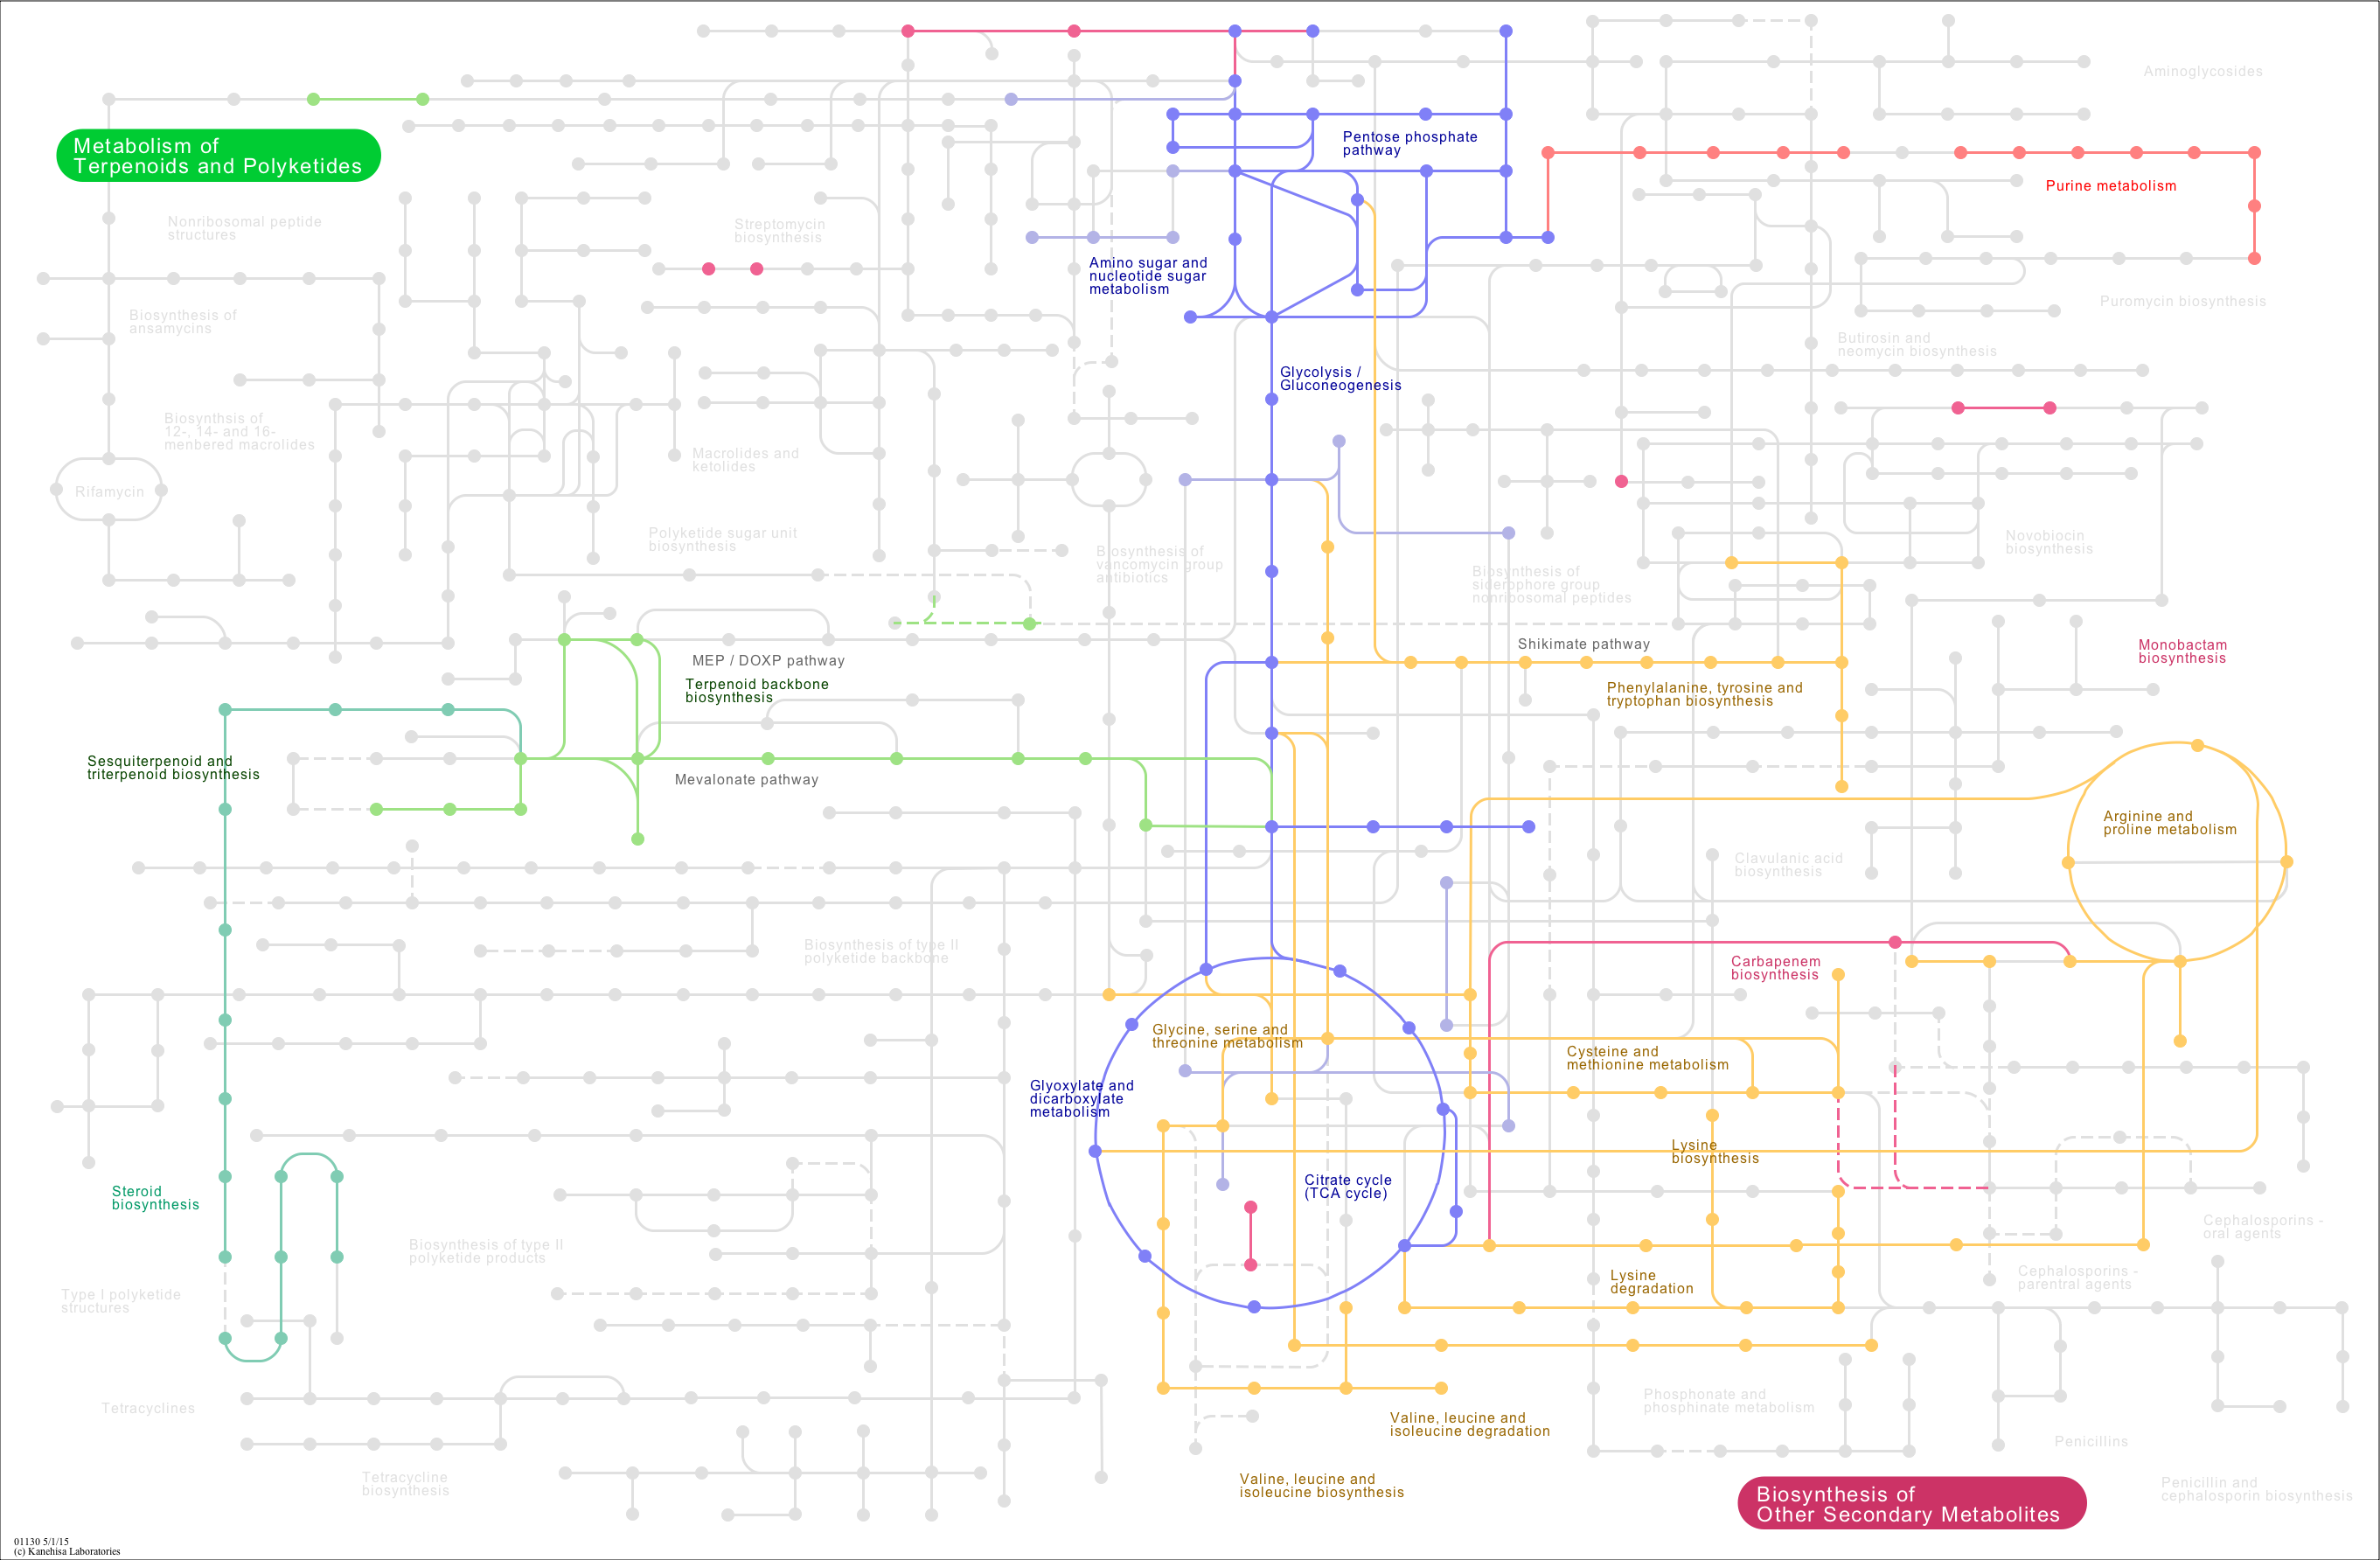 Aminoglycosides
Pentose phosphate
pathway
Metabolism of
Terpenoids and Polyketides
Purine metabolism
Nonribosomal peptide
structures
Streptomycin
biosynthesis
Amino sugar and
nucleotide sugar
metabolism
Puromycin biosynthesis
Biosynthesis of
ansamycins
Butirosin and
neomycin biosynthesis
Glycolysis /
Gluconeogenesis
Biosynthsis of
12-, 14- and 16-
menbered macrolides
Macrolides and
ketolides
Rifamycin
Polyketide sugar unit
biosynthesis
Biosynthesis of
vancomycin group
antibiotics
Novobiocin
biosynthesis
Biosynthesis of
siderophore group
nonribosomal peptides
Shikimate pathway
Monobactam
biosynthesis
MEP / DOXP pathway
Terpenoid backbone
biosynthesis
Phenylalanine, tyrosine and
tryptophan biosynthesis
Sesquiterpenoid and
triterpenoid biosynthesis
Mevalonate pathway
Arginine and
proline metabolism
Clavulanic acid
biosynthesis
Biosynthesis of type II
polyketide backbone
Carbapenem
biosynthesis
Glycine, serine and
threonine metabolism
Cysteine and
methionine metabolism
Glyoxylate and
dicarboxylate
metabolism
Lysine
biosynthesis
Citrate cycle
(TCA cycle)
Steroid
biosynthesis
Cephalosporins -
oral agents
Biosynthesis of type II
polyketide products
Cephalosporins -
parentral agents
Lysine
degradation
Type I polyketide
structures
Phosphonate and
phosphinate metabolism
Tetracyclines
Valine, leucine and
isoleucine degradation
Penicillins
Tetracycline
biosynthesis
Valine, leucine and
isoleucine biosynthesis
Penicillin and
cephalosporin biosynthesis
Biosynthesis of
Other Secondary Metabolites
01130 5/1/15
(c) Kanehisa Laboratories